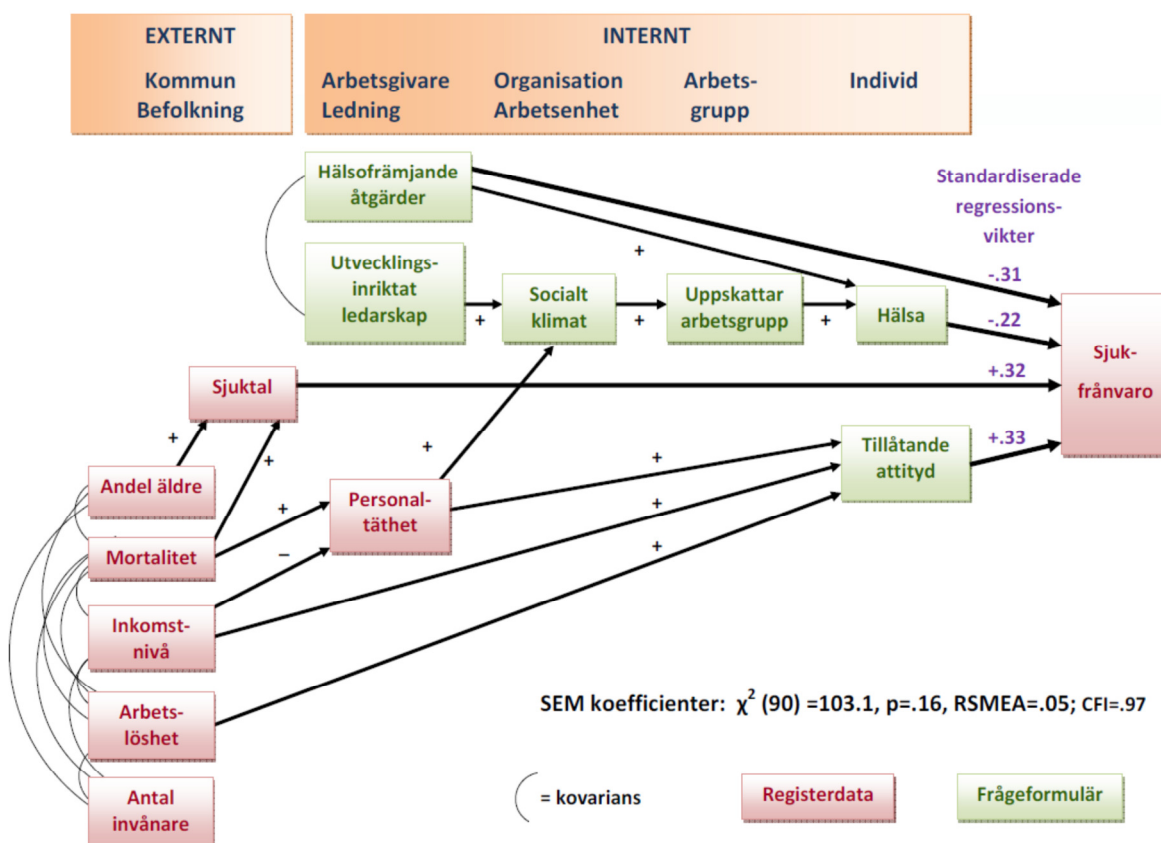 EXTERNT
Kommun
Befolkning
INTERNT
Arbetsgivare
Ledning
Organisation
Arbetsenhet
Arbets-
grupp
Individ
Hälsofrämjande
åtgärder
Standardiserade
regressions-
vikter
Utvecklings-
inriktat
ledarskap
+
Socialt
klimat
+
Uppskattar
arbetsgrupp
+
Hälsa
+
-.31
-.22
+.32
+.33
Sjuk-
frånvaro
Sjuktal
+
+
Andel äldre
Mortalitet
+
–
Personal-
täthet
+
+
+
+
Tillåtande
attityd
Inkomst-
nivå
Arbets-
löshet
Antal
invånare
SEM koefficienter: χ² (90) =103.1, p=.16, RSMEA=.05; CFI=.97
= kovarians
Registerdata
Frågeformulär